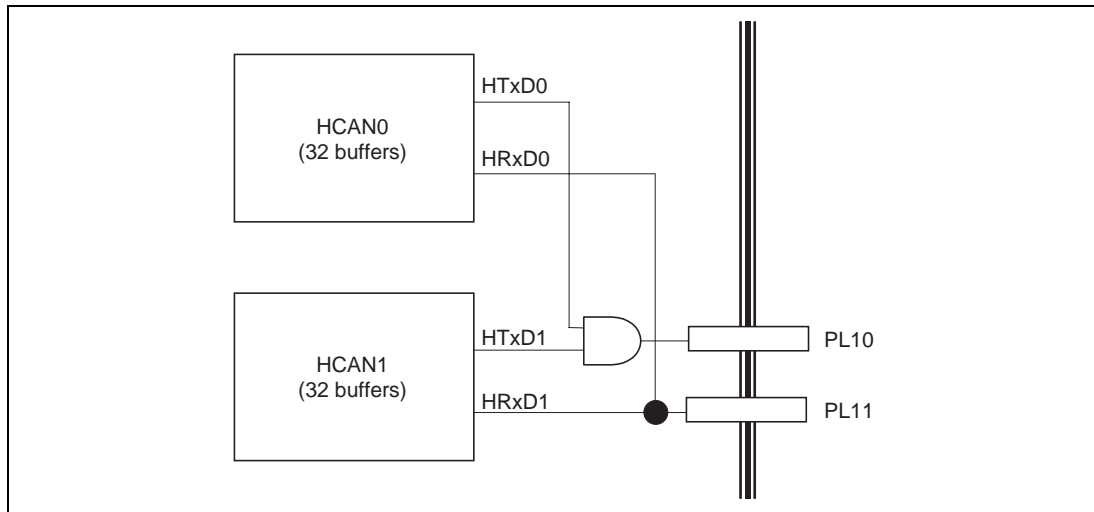 HTxD0
HCAN0
(32 buffers)
HRxD0
HTxD1
PL10
HCAN1
(32 buffers)
HRxD1
PL11